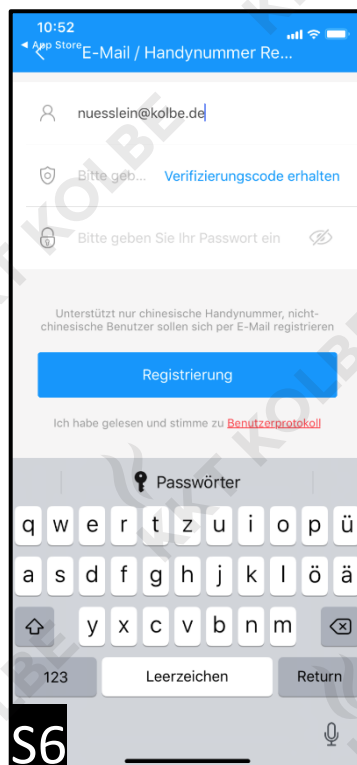 10:52
◀ App Store
E-Mail / Handynummer Re...
nuesslein@kolbe.de
Bitte geb... Verifizierungscode erhalten
Bitte geben Sie Ihr Passwort ein
Unterstützt nur chinesische Handynummer, nicht-
chinesische Benutzer sollen sich per E-Mail registrieren
Registrierung
Ich habe gelesen und stimme zu Benutzerprotokoll
Passwörter
q w e r t z u i o p ü
a s d f g h j k l ö ä
y x c v b n m
123 Leerzeichen Return
S6
KKT KOLBE